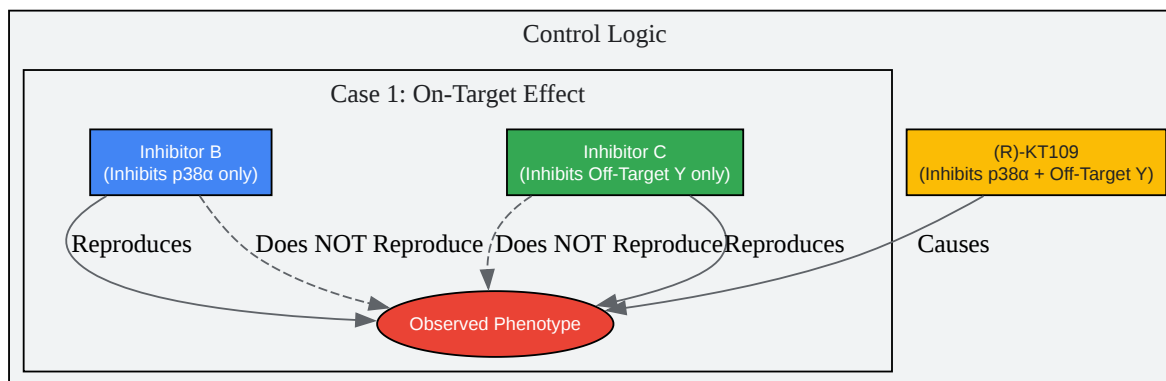 Control Logic
Case 1: On-Target Effect
Inhibitor B
(Inhibits p38α only)
Inhibitor C
(Inhibits Off-Target Y only)
(R)-KT109
(Inhibits p38α + Off-Target Y)
Reproduces
Does NOT Reproduce
Does NOT Reproduce
Reproduces
Causes
Observed Phenotype